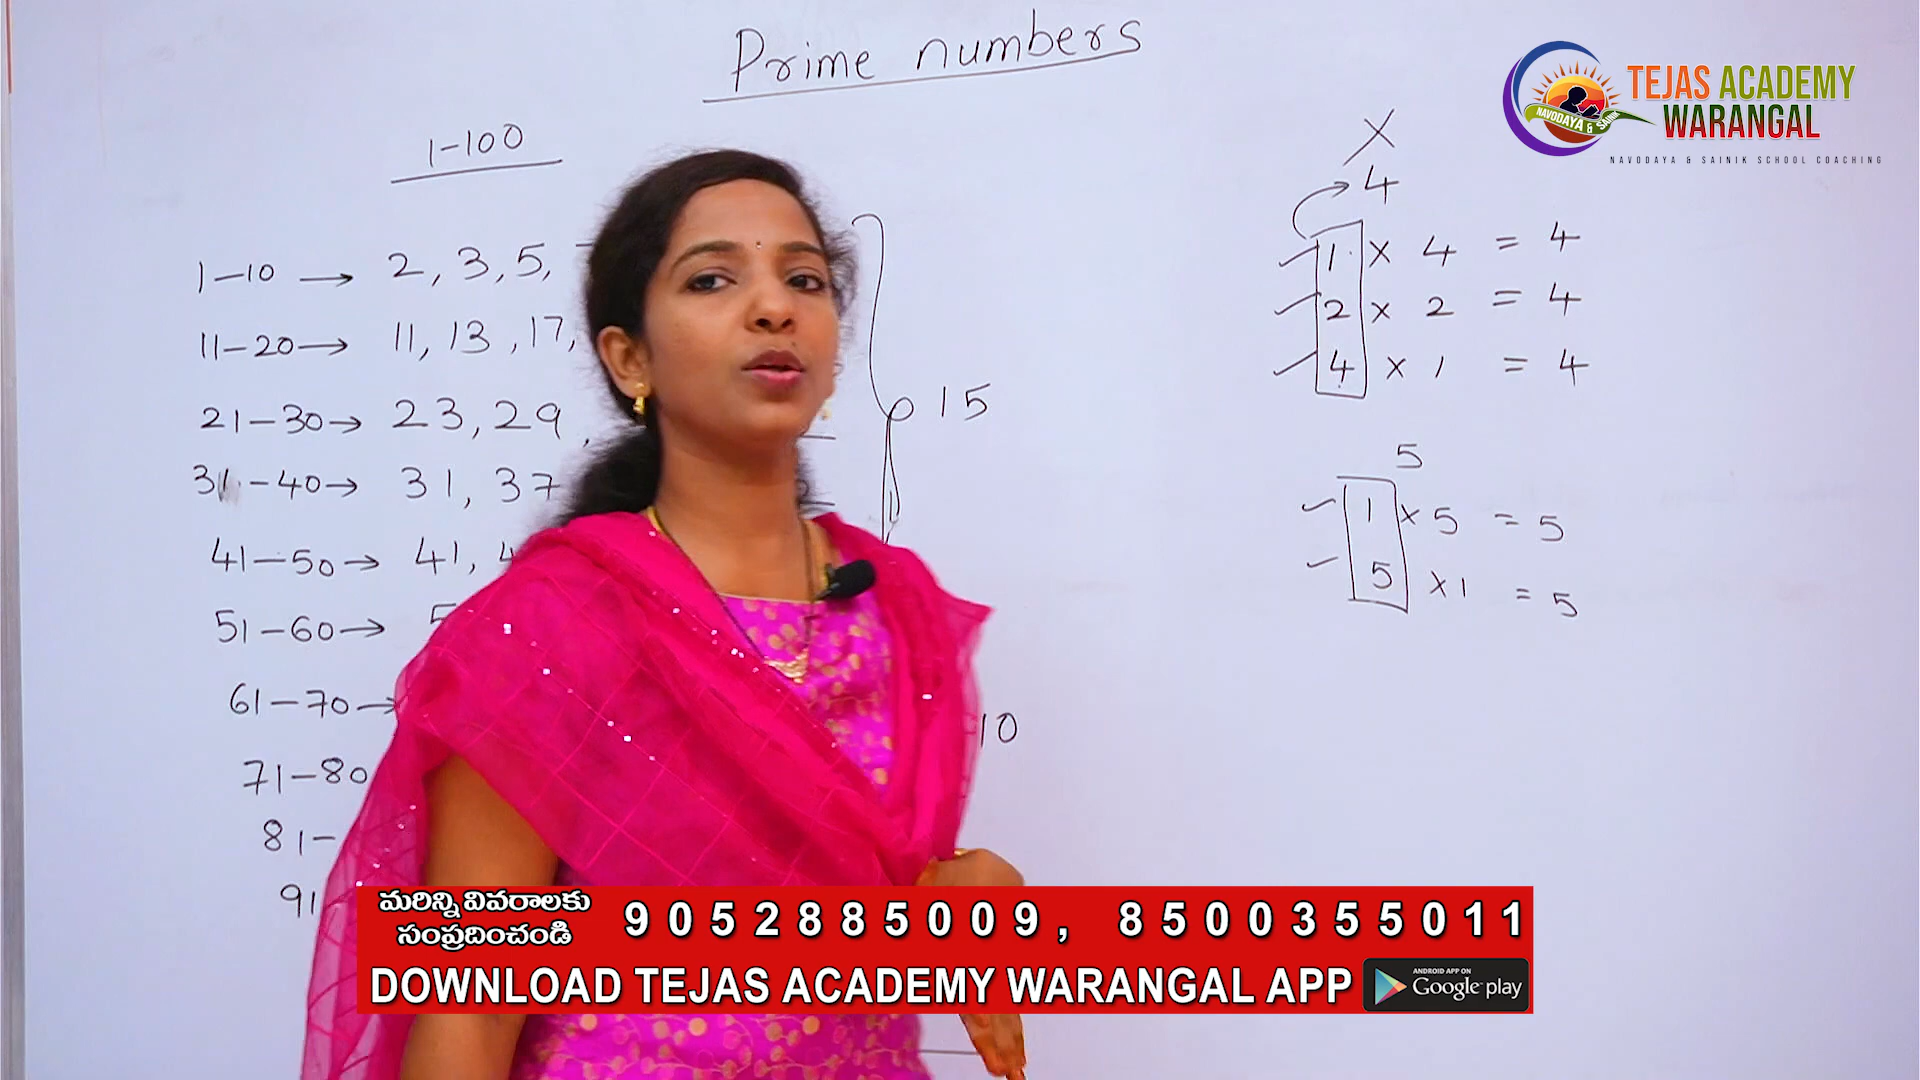 Prime numbers
1-100
1-10 → 2, 3, 5,
11-20 → 11, 13, 17,
21-30 → 23, 29
31-40 → 31, 37
41-50 → 41,
51-60 →
61-70 →
71-80
81-
91
15
10
X
4
1 × 4 = 4
2 × 2 = 4
4 × 1 = 4
5
1 × 5 = 5
5 × 1 = 5
TEJAS ACADEMY
WARANGAL
NAVODAYA & SAINIK
NAVODAYA & SAINIK SCHOOL COACHING
మరిన్ని వివరాలకు
సంప్రదించండి
9052885009, 8500355011
DOWNLOAD TEJAS ACADEMY WARANGAL APP
ANDROID APP ON
Google play